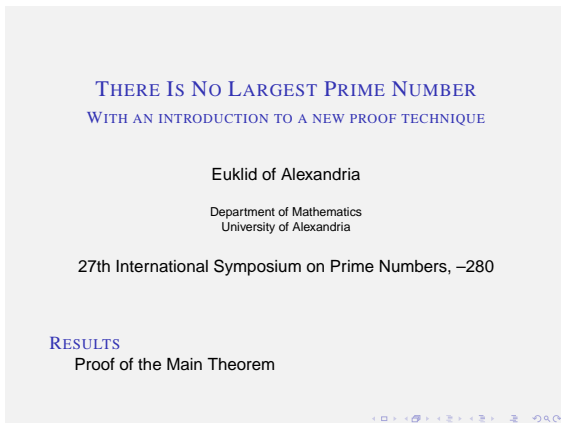 THERE IS NO LARGEST PRIME NUMBER
WITH AN INTRODUCTION TO A NEW PROOF TECHNIQUE
Euklid of Alexandria
Department of Mathematics
University of Alexandria
27th International Symposium on Prime Numbers, –280
RESULTS
Proof of the Main Theorem